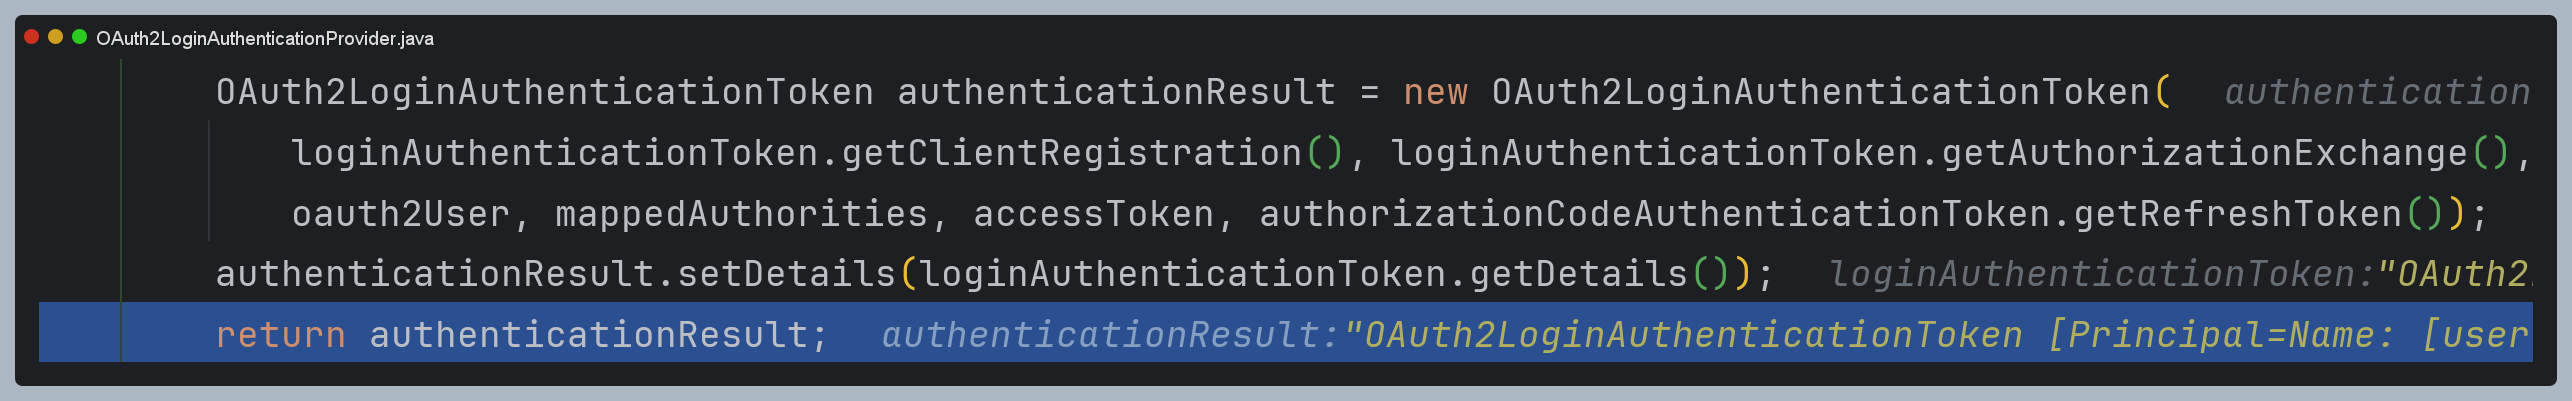 OAuth2LoginAuthenticationProvider.java
OAuth2LoginAuthenticationToken authenticationResult = new OAuth2LoginAuthenticationToken( authentication
loginAuthenticationToken.getClientRegistration(), loginAuthenticationToken.getAuthorizationExchange(),
oauth2User, mappedAuthorities, accessToken, authorizationCodeAuthenticationToken.getRefreshToken());
authenticationResult.setDetails(loginAuthenticationToken.getDetails()); loginAuthenticationToken:"OAuth2
return authenticationResult; authenticationResult:"OAuth2LoginAuthenticationToken [Principal=Name: [user